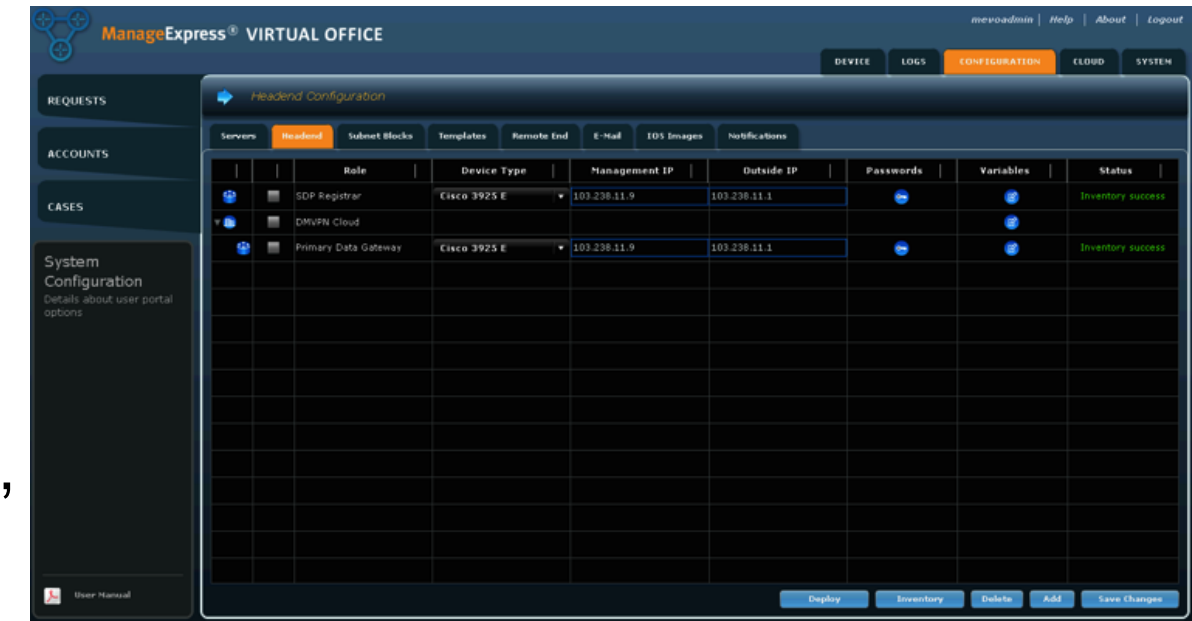 mevoadmin | Help | About | Logout
ManageExpress® VIRTUAL OFFICE
DEVICE LOGS CONFIGURATION CLOUD SYSTEM
REQUESTS
ACCOUNTS
CASES
System
Configuration
Details about user portal
options
User Manual
Headend Configuration
Servers Headend Subnet Blocks Templates Remote End E-Mail IOS Images Notifications
Role Device Type Management IP Outside IP Passwords Variables Status
SDP Registrar Cisco 3925 E 103.238.11.9 103.238.11.1 Inventory success
DMVPN Cloud
Primary Data Gateway Cisco 3925 E 103.238.11.9 103.238.11.1 Inventory success
,
Deploy Inventory Delete Add Save Changes